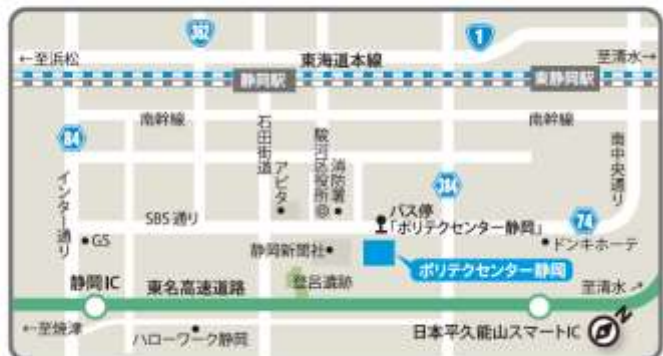 362
1
←至浜松
東海道本線
至清水→
静岡駅
東静岡駅
南幹線
南幹線
84
石田街道
駿河区役所
消防署
アピタ
384
南中央通り
インター通り
SBS通り
バス停
「ポリテクセンター静岡」
74
GS
ドンキホーテ
静岡新聞社
ポリテクセンター静岡
登呂遺跡
静岡IC
東名高速道路
至清水→
←至焼津
ハローワーク静岡
日本平久能山スマートIC
N